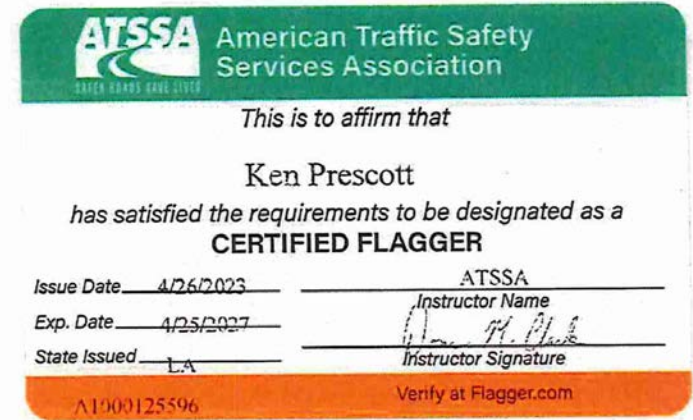 ATSSA
SAFER ROADS SAVE LIVES
American Traffic Safety
Services Association
This is to affirm that
Ken Prescott
has satisfied the requirements to be designated as a
CERTIFIED FLAGGER
Issue Date 4/26/2023
ATSSA
Instructor Name
Exp. Date 4/25/2027
State Issued LA
Instructor Signature
A1000125596
Verify at Flagger.com